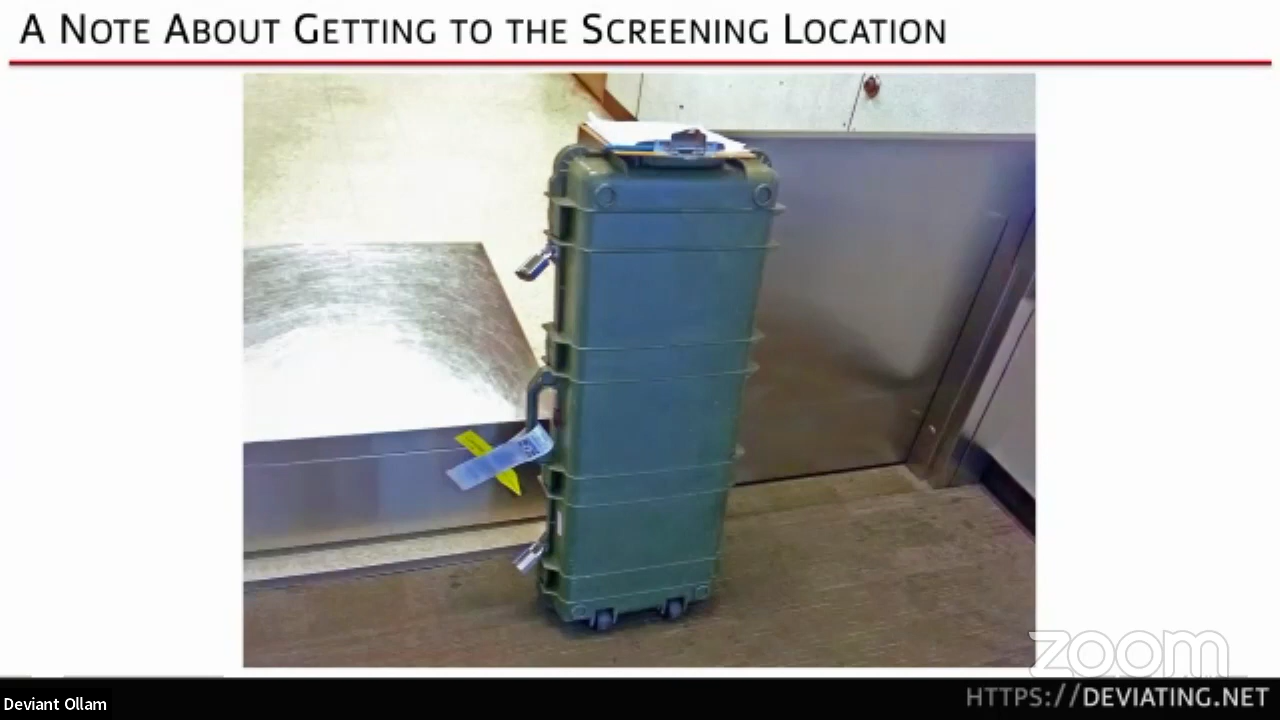 A NOTE ABOUT GETTING TO THE SCREENING LOCATION
zoom
Deviant Ollam
HTTPS://DEVIATING.NET